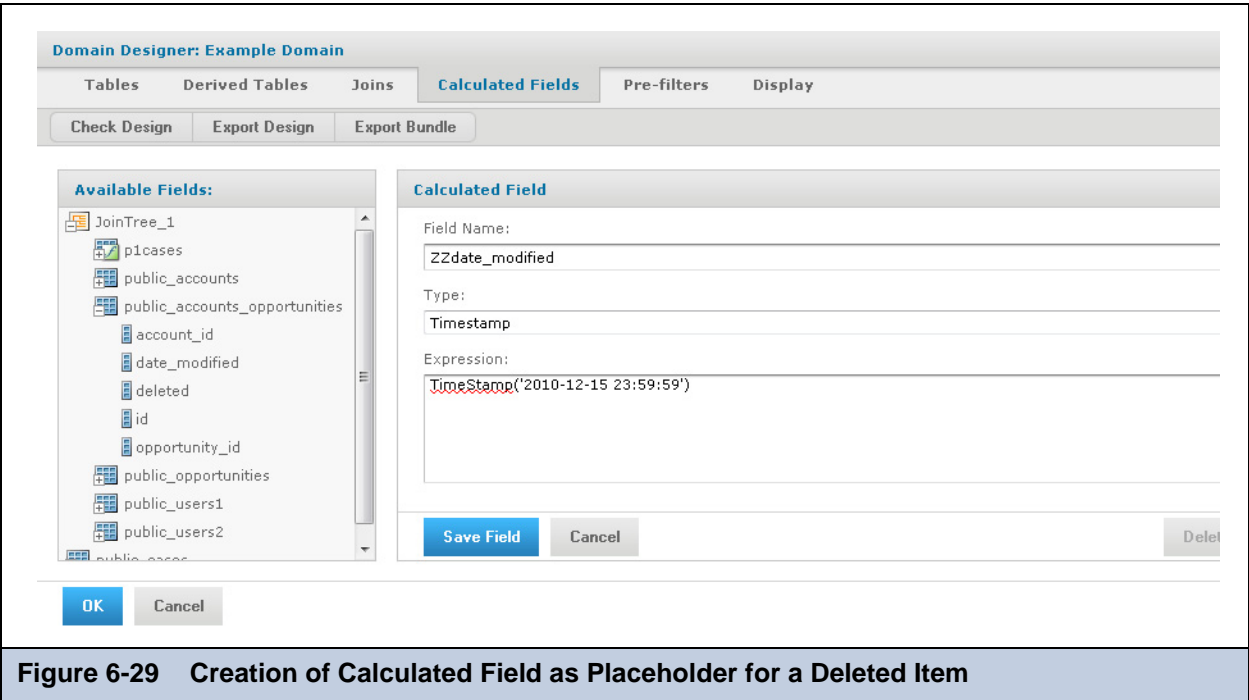 Domain Designer: Example Domain
Tables Derived Tables Joins Calculated Fields Pre-filters Display
Check Design Export Design Export Bundle
Available Fields:
JoinTree_1
p1cases
public_accounts
public_accounts_opportunities
account_id
date_modified
deleted
id
opportunity_id
public_opportunities
public_users1
public_users2
Calculated Field
Field Name:
ZZdate_modified
Type:
Timestamp
Expression:
TimeStamp('2010-12-15 23:59:59')
Save Field Cancel
OK Cancel
Figure 6-29 Creation of Calculated Field as Placeholder for a Deleted Item